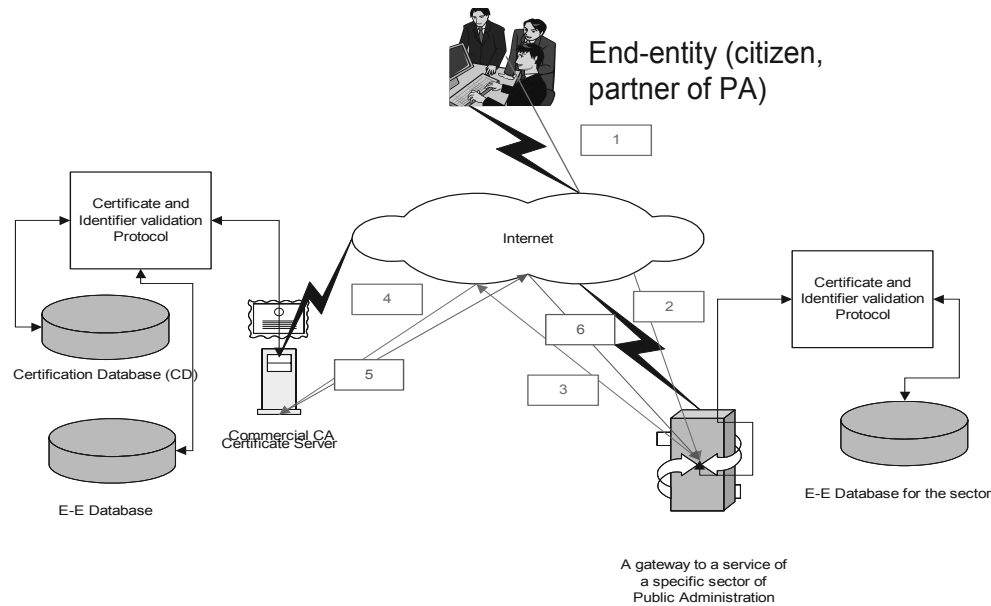 End-entity (citizen,
partner of PA)
1
Certificate and
Identifier validation
Protocol
Internet
Certificate and
Identifier validation
Protocol
4
2
6
5
3
Certification Database (CD)
Commercial CA
Certificate Server
E-E Database
E-E Database for the sector
A gateway to a service of
a specific sector of
Public Administration